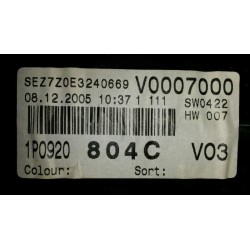 SEZ7Z0E3240669 V0007000
08.12.2005 10:37 1 111 SW0422
HW 007
1P0920 804C V03
Colour: Sort: